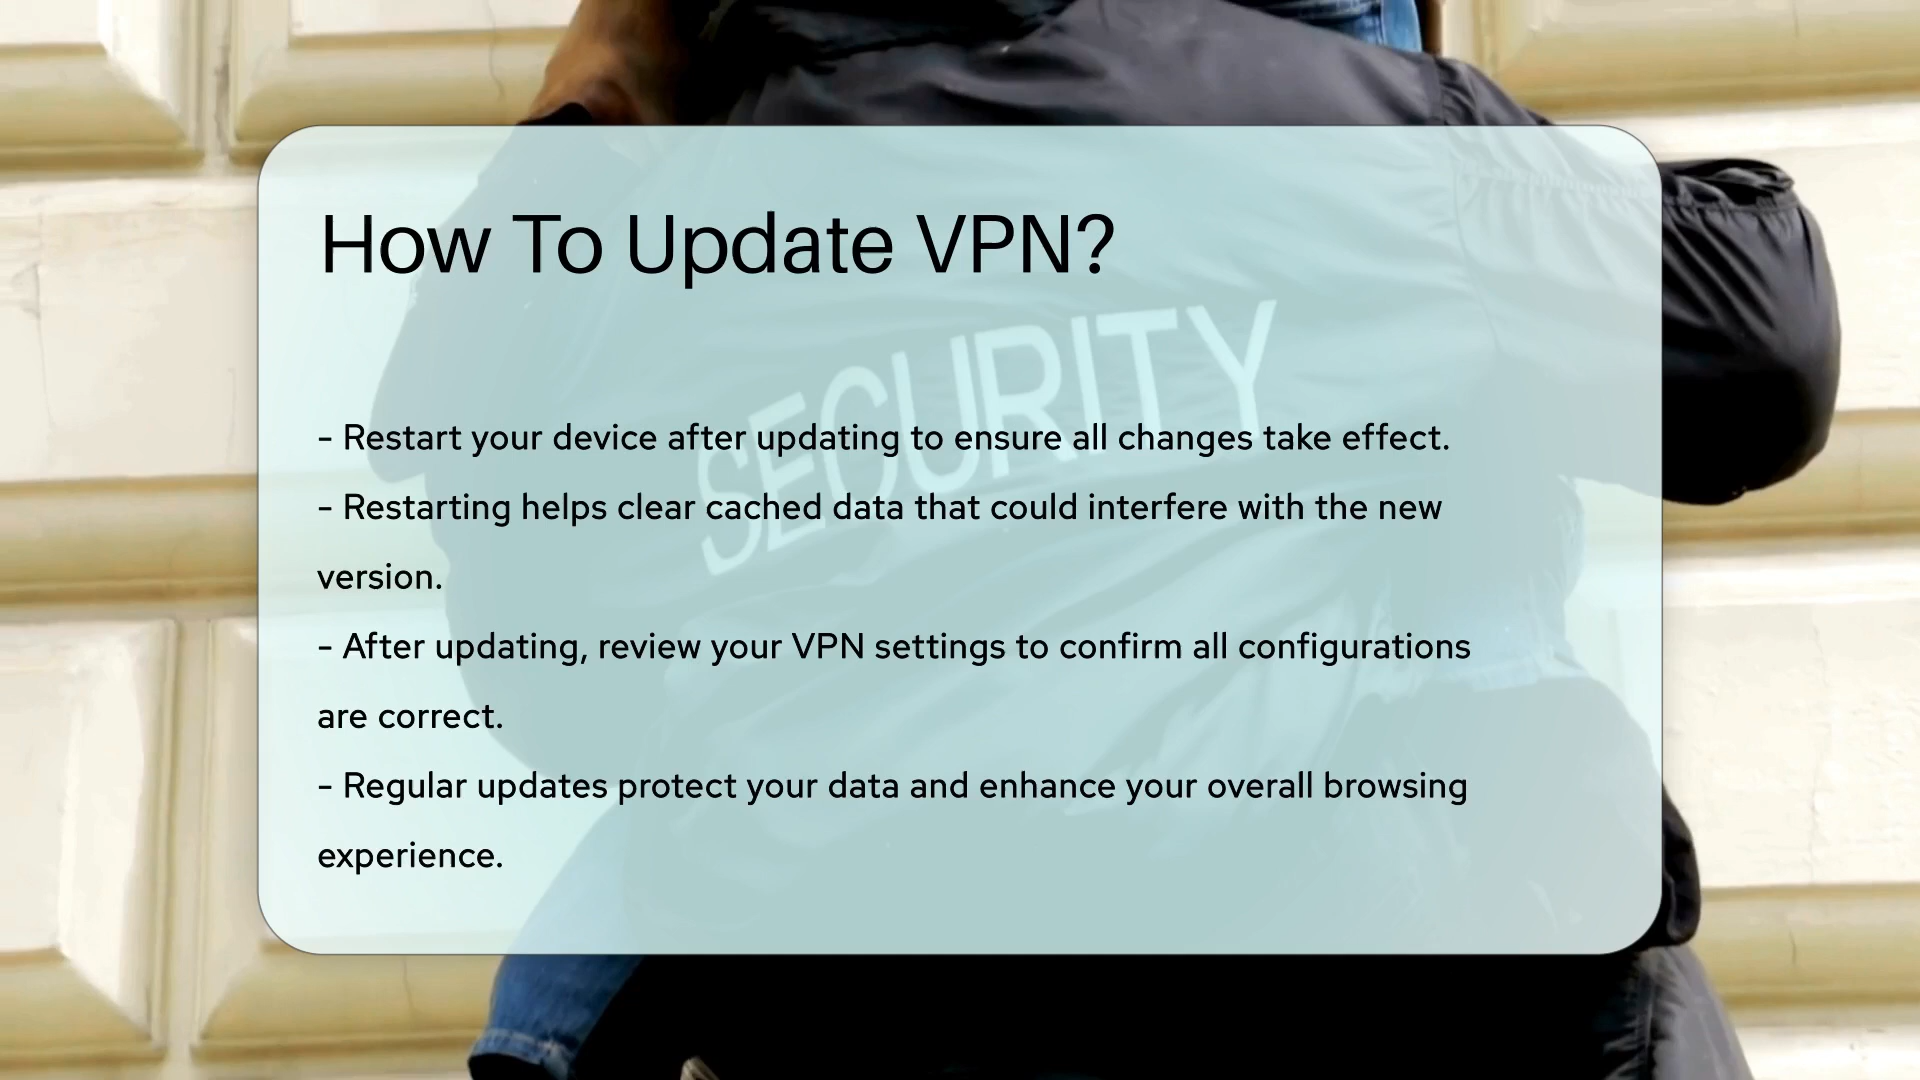 How To Update VPN?
SECURITY
– Restart your device after updating to ensure all changes take effect.
– Restarting helps clear cached data that could interfere with the new
version.
– After updating, review your VPN settings to confirm all configurations
are correct.
– Regular updates protect your data and enhance your overall browsing
experience.